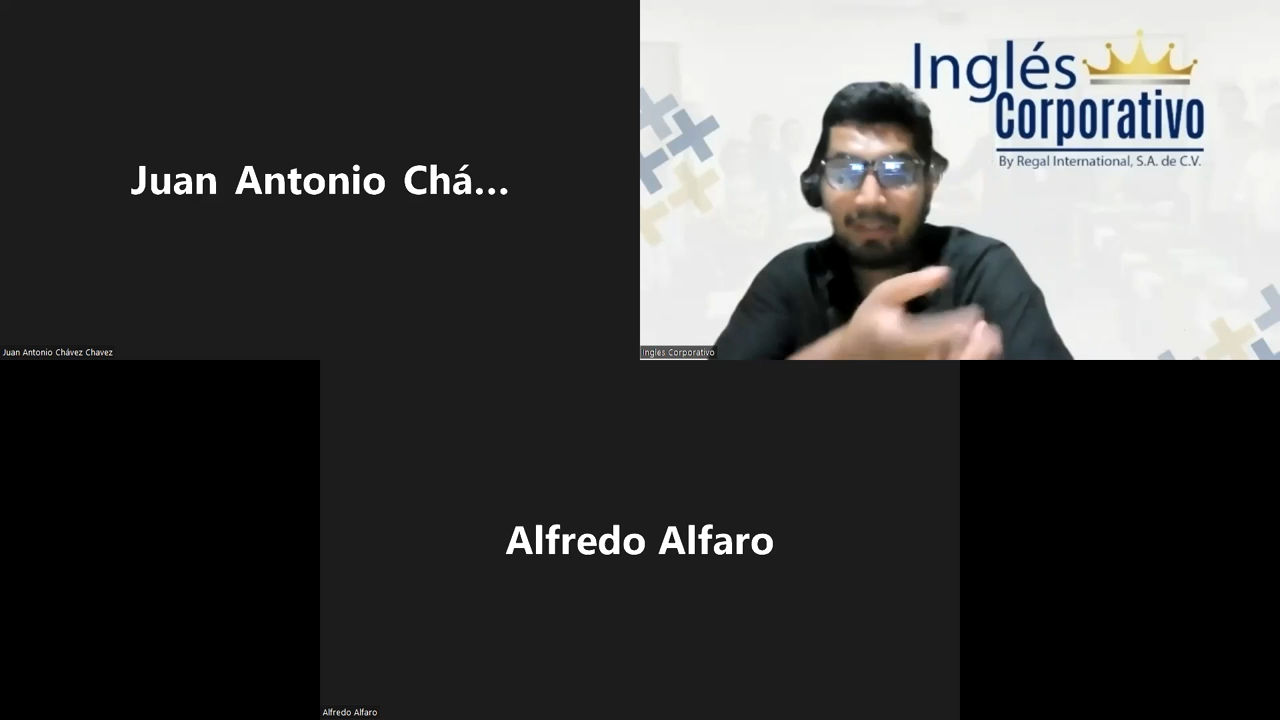 Juan Antonio Chá...
Juan Antonio Chávez Chavez
Inglés
Corporativo
By Regal International, S.A. de C.V.
Ingles Corporativo
Alfredo Alfaro
Alfredo Alfaro